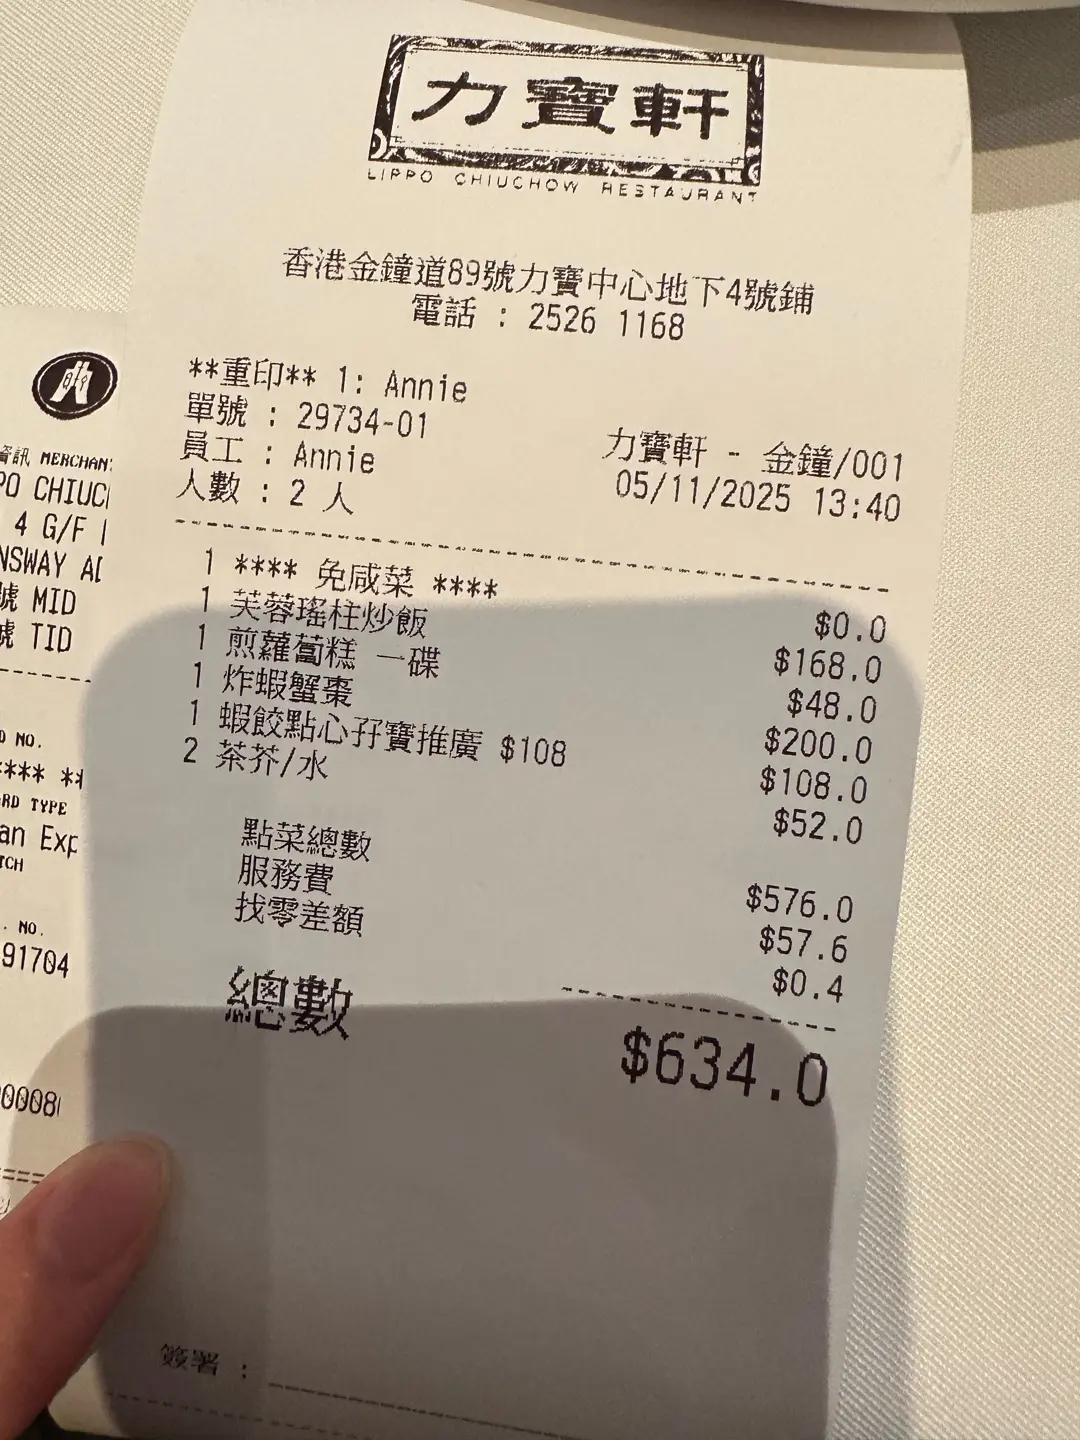 力寶軒
LIPPO CHIUCHOW RESTAURANT
香港金鐘道89號力寶中心地下4號鋪
電話 : 2526 1168
**重印** 1: Annie
單號 : 29734-01
員工 : Annie
人數 : 2 人
力寶軒 - 金鐘/001
05/11/2025 13:40
1 **** 免咸菜 **** $0.0
1 芙蓉瑤柱炒飯 $168.0
1 煎蘿蔔糕 一碟 $48.0
1 炸蝦蟹棗 $200.0
1 蝦餃點心孖寶推廣 $108 $108.0
2 茶芥/水 $52.0
點菜總數 $576.0
服務費 $57.6
找零差額 $0.4
總數 $634.0
簽署 :
資訊 MERCHAN
PO CHIUC
4 G/F
NSWAY A
號 MID
號 TID
NO.
**** **
RD TYPE
an Exp
TCH
. NO.
91704
00008